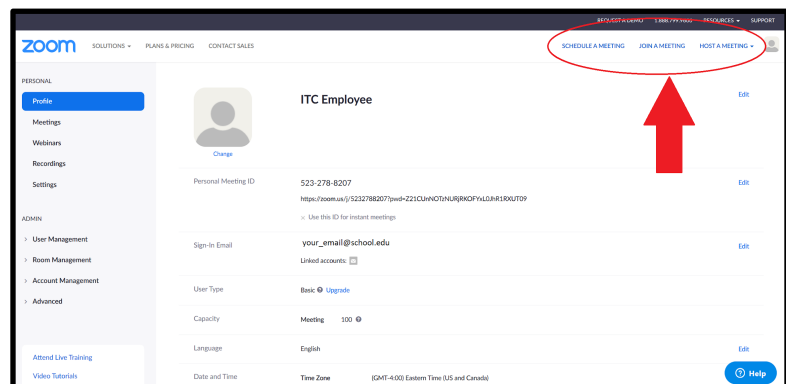 REQUEST A DEMO 1.888.799.9666 RESOURCES SUPPORT
zoom SOLUTIONS PLANS & PRICING CONTACT SALES SCHEDULE A MEETING JOIN A MEETING HOST A MEETING
PERSONAL
Profile
Meetings
Webinars
Recordings
Settings
ADMIN
User Management
Room Management
Account Management
Advanced
Attend Live Training
Video Tutorials
Change
ITC Employee Edit
Personal Meeting ID 523-278-8207 Edit
https://zoom.us/j/5232788207?pwd=Z21CUnNOTzNURjRKOFYxL0JhR1RXUT09
× Use this ID for instant meetings
Sign-In Email your_email@school.edu Edit
Linked accounts:
User Type Basic Upgrade
Capacity Meeting 100
Language English Edit
Date and Time Time Zone (GMT-4:00) Eastern Time (US and Canada)
Help